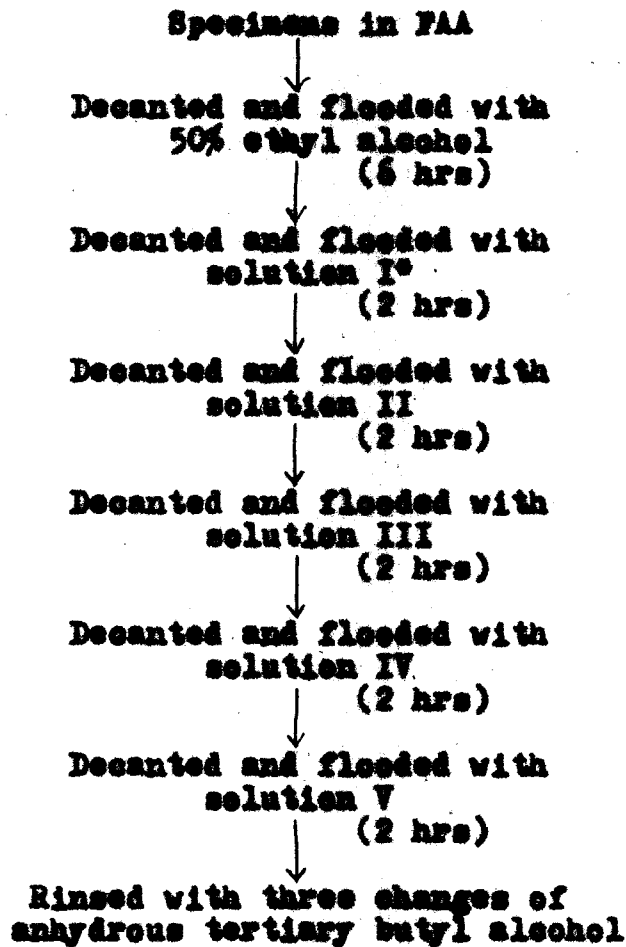 Specimens in FAA
Decanted and flooded with
50% ethyl alcohol
(6 hrs)
Decanted and flooded with
solution I*
(2 hrs)
Decanted and flooded with
solution II
(2 hrs)
Decanted and flooded with
solution III
(2 hrs)
Decanted and flooded with
solution IV
(2 hrs)
Decanted and flooded with
solution V
(2 hrs)
Rinsed with three changes of
anhydrous tertiary butyl alcohol